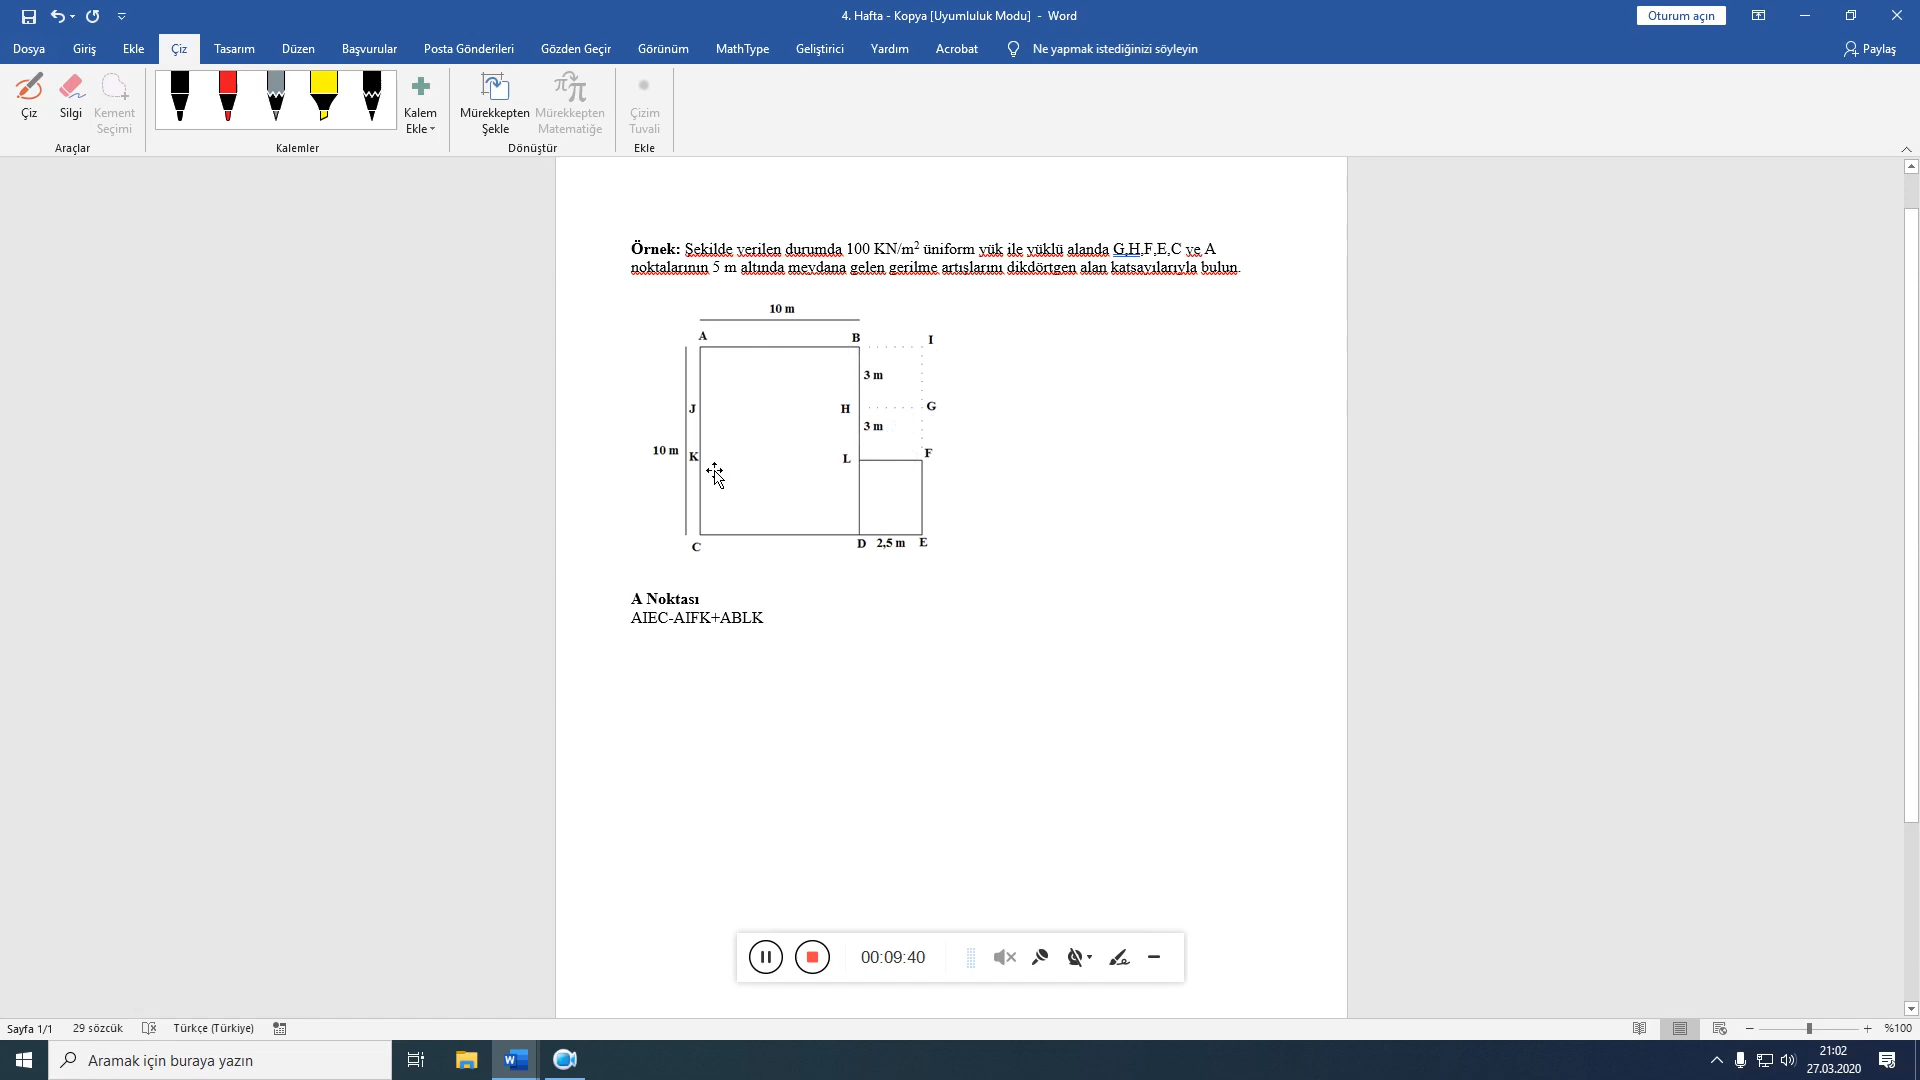 4. Hafta - Kopya [Uyumluluk Modu] - Word
Oturum açın
Dosya Giriş Ekle Çiz Tasarım Düzen Başvurular Posta Gönderileri Gözden Geçir Görünüm MathType Geliştirici Yardım Acrobat Ne yapmak istediğinizi söyleyin Paylaş
Çiz Silgi Kement Seçimi Kalem Ekle Mürekkepten Şekle Mürekkepten Matematiğe Çizim Tuvali
Araçlar Kalemler Dönüştür Ekle
Örnek: Şekilde verilen durumda 100 KN/m² üniform yük ile yüklü alanda G,H,F,E,C ve A
noktalarının 5 m altında meydana gelen gerilme artışlarını dikdörtgen alan katsayılarıyla bulun.
10 m
A B I
3 m
J H G
3 m
10 m K L F
C D 2,5 m E
A Noktası
AIEC-AIFK+ABLK
00:09:40
Sayfa 1/1 29 sözcük Türkçe (Türkiye) %100
Aramak için buraya yazın
21:02
27.03.2020